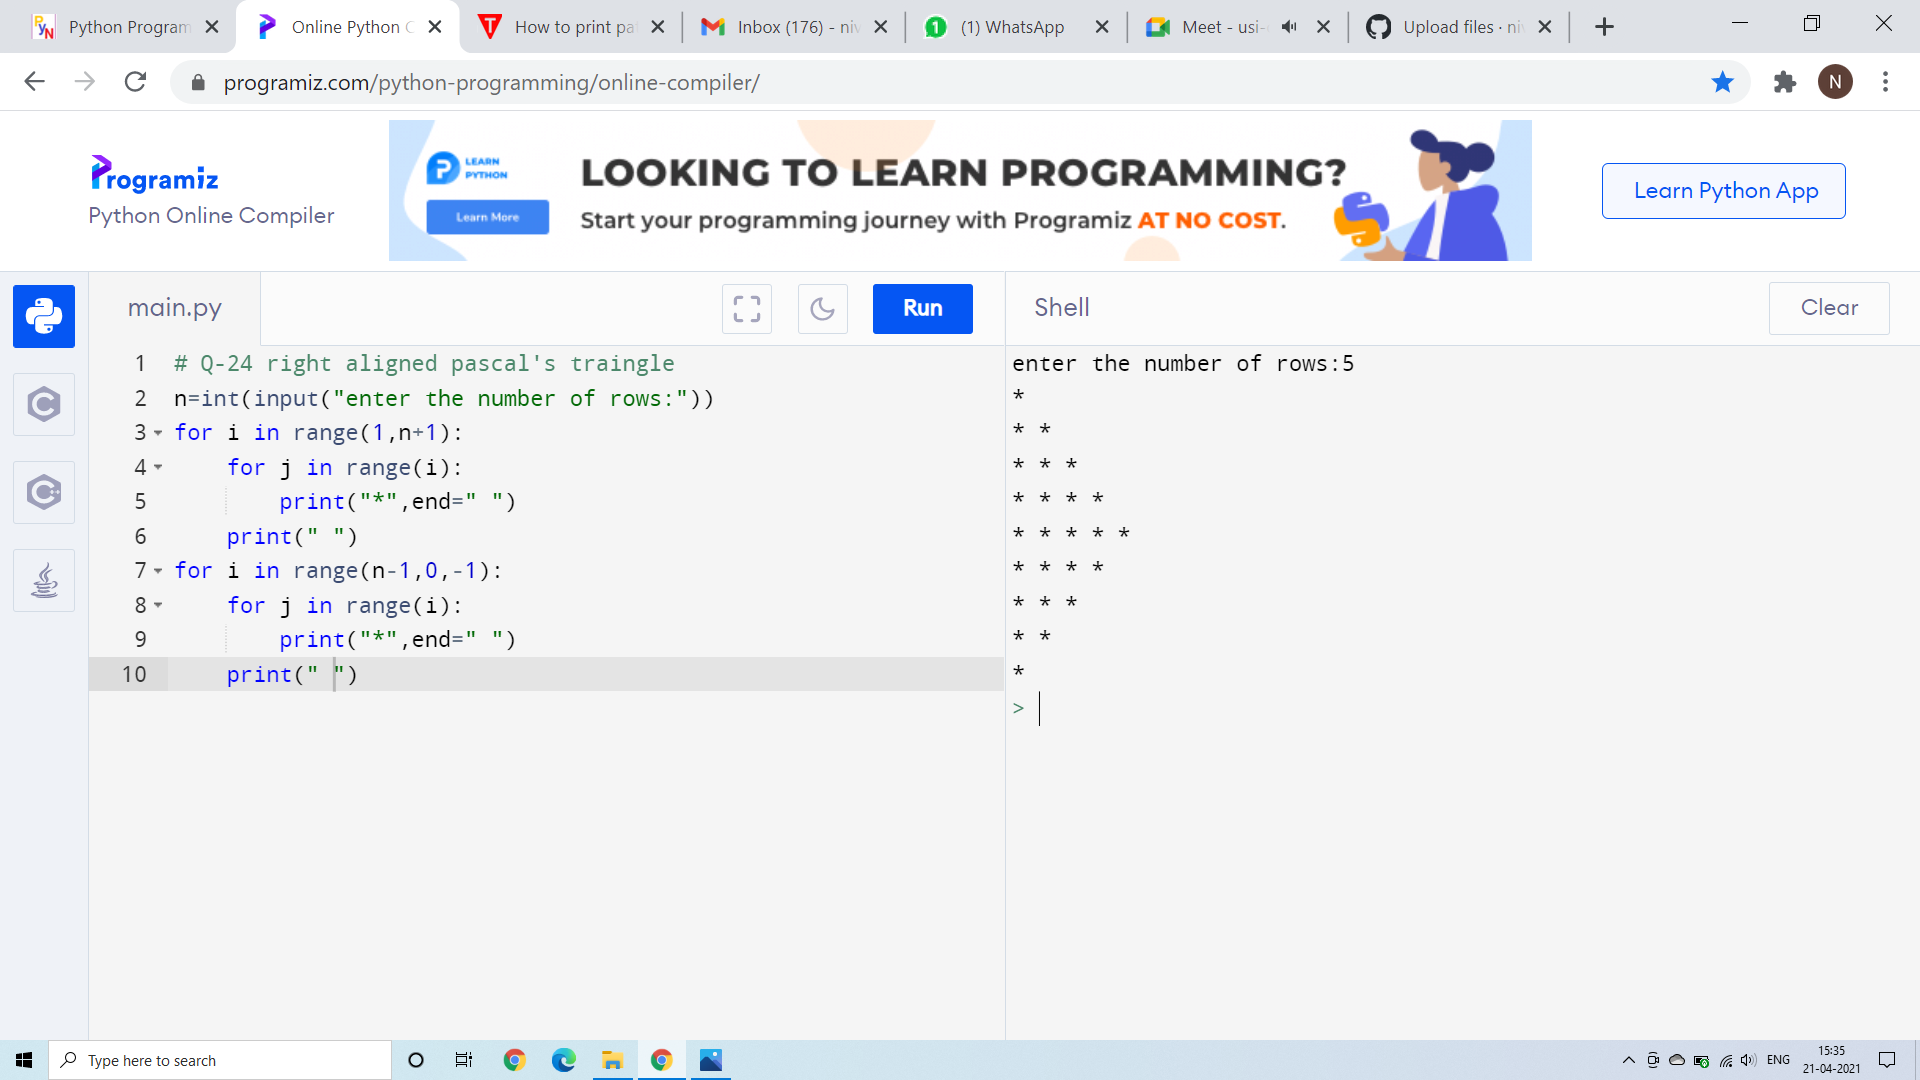 Python Program
Online Python C
How to print pa
Inbox (176) - niv
(1) WhatsApp
Meet - usi-
Upload files · ni
programiz.com/python-programming/online-compiler/
N
Programiz
Python Online Compiler
LEARN
PYTHON
Learn More
LOOKING TO LEARN PROGRAMMING?
Start your programming journey with Programiz AT NO COST.
Learn Python App
main.py
Run
Shell
Clear
1 # Q-24 right aligned pascal's traingle
2 n=int(input("enter the number of rows:"))
3 for i in range(1,n+1):
4     for j in range(i):
5         print("*",end=" ")
6     print(" ")
7 for i in range(n-1,0,-1):
8     for j in range(i):
9         print("*",end=" ")
10     print(" ")
enter the number of rows:5
*
* *
* * *
* * * *
* * * * *
* * * *
* * *
* *
*
>
Type here to search
ENG
15:35
21-04-2021